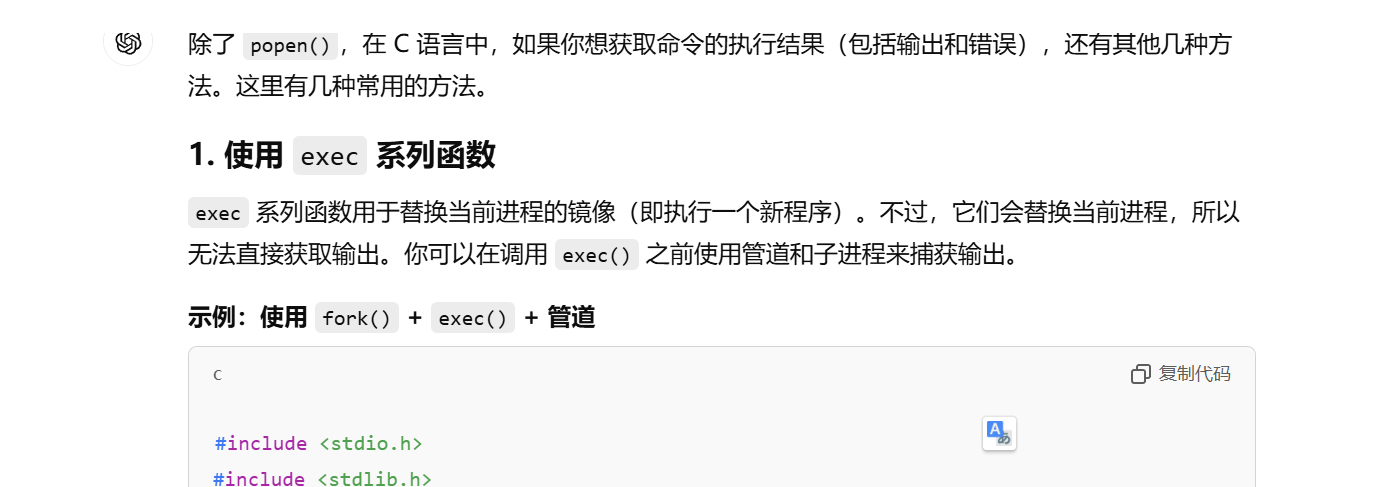 除了 popen()，在 C 语言中，如果你想获取命令的执行结果（包括输出和错误），还有其他几种方
法。这里有几种常用的方法。
1. 使用 exec 系列函数
exec 系列函数用于替换当前进程的镜像（即执行一个新程序）。不过，它们会替换当前进程，所以
无法直接获取输出。你可以在调用 exec() 之前使用管道和子进程来捕获输出。
示例：使用 fork() + exec() + 管道
c
复制代码
#include <stdio.h>
#include <stdlib.h>